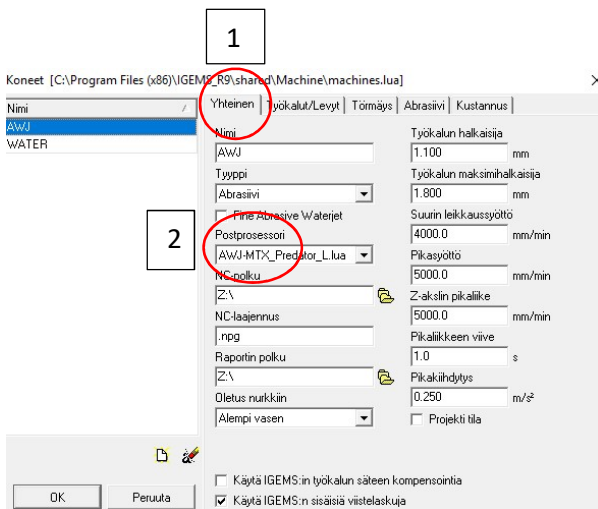 1
Koneet [C:\Program Files (x86)\IGEMS_R9\shared\Machine\machines.lua]
Nimi
AWJ
WATER
Yhteinen Työkalut/Levyt Törmäys Abrasiivi Kustannus
Nimi
AWJ
Tyyppi
Abrasiivi
Fine Abrasive Waterjet
2
Postprosessori
AWJ-MTX_Predator_L.lua
NC-polku
Z:\
NC-laajennus
.npg
Raportin polku
Z:\
Oletus nurkkiin
Alempi vasen
Työkalun halkaisija
1.100 mm
Työkalun maksimihalkaisija
1.800 mm
Suurin leikkaussyöttö
4000.0 mm/min
Pikasyöttö
5000.0 mm/min
Z-akslin pikaliike
5000.0 mm/min
Pikaliikkeen viive
1.0 s
Pikakiihdytys
0.250 m/s²
Projekti tila
Käytä IGEMS:in työkalun säteen kompensointia
Käytä IGEMS:n sisäisiä viistelaskuja
OK Peruuta